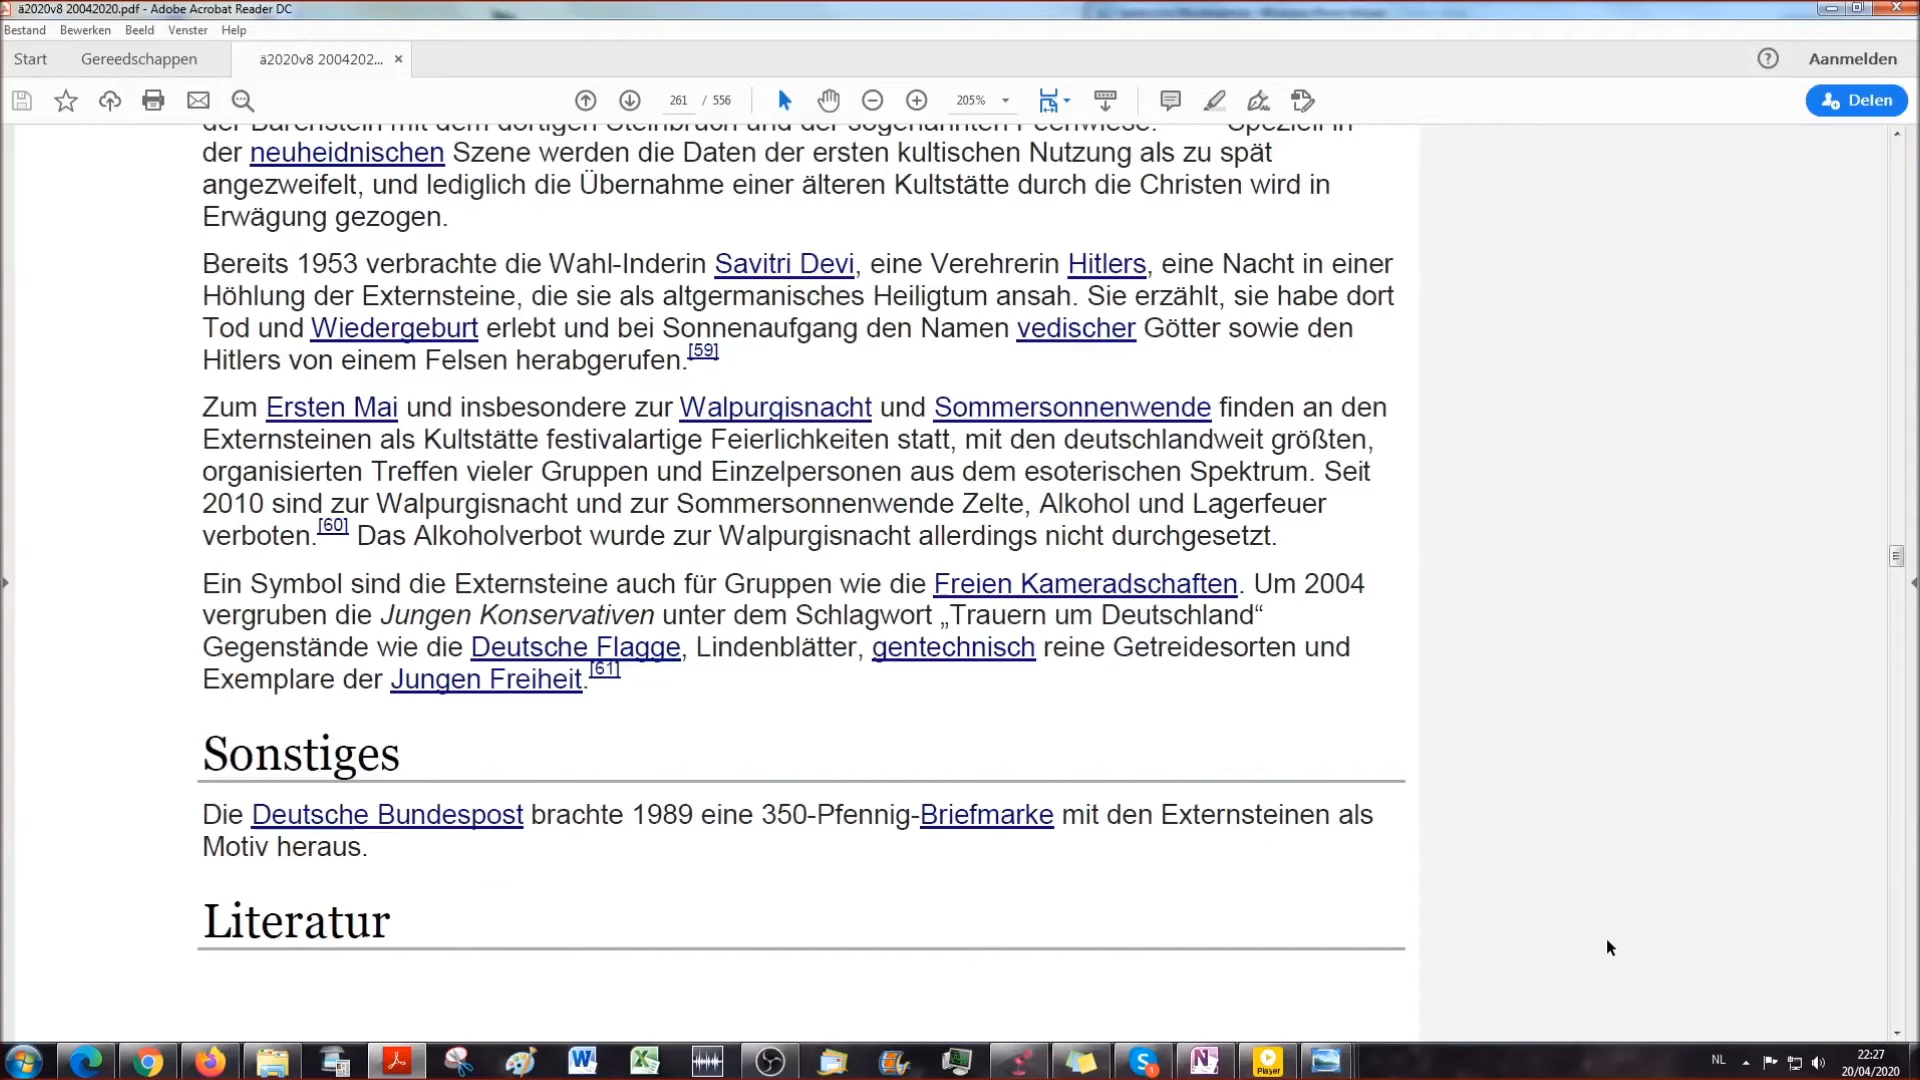 ä2020v8 20042020.pdf - Adobe Acrobat Reader DC
Bestand Bewerken Beeld Venster Help
Start Gereedschappen ä2020v8 2004202... × Aanmelden
261 / 556 205% Delen
der neuheidnischen Szene werden die Daten der ersten kultischen Nutzung als zu spät
angezweifelt, und lediglich die Übernahme einer älteren Kultstätte durch die Christen wird in
Erwägung gezogen.
Bereits 1953 verbrachte die Wahl-Inderin Savitri Devi, eine Verehrerin Hitlers, eine Nacht in einer
Höhlung der Externsteine, die sie als altgermanisches Heiligtum ansah. Sie erzählt, sie habe dort
Tod und Wiedergeburt erlebt und bei Sonnenaufgang den Namen vedischer Götter sowie den
Hitlers von einem Felsen herabgerufen.[59]
Zum Ersten Mai und insbesondere zur Walpurgisnacht und Sommersonnenwende finden an den
Externsteinen als Kultstätte festivalartige Feierlichkeiten statt, mit den deutschlandweit größten,
organisierten Treffen vieler Gruppen und Einzelpersonen aus dem esoterischen Spektrum. Seit
2010 sind zur Walpurgisnacht und zur Sommersonnenwende Zelte, Alkohol und Lagerfeuer
verboten.[60] Das Alkoholverbot wurde zur Walpurgisnacht allerdings nicht durchgesetzt.
Ein Symbol sind die Externsteine auch für Gruppen wie die Freien Kameradschaften. Um 2004
vergruben die Jungen Konservativen unter dem Schlagwort „Trauern um Deutschland“
Gegenstände wie die Deutsche Flagge, Lindenblätter, gentechnisch reine Getreidesorten und
Exemplare der Jungen Freiheit.[61]
Sonstiges
Die Deutsche Bundespost brachte 1989 eine 350-Pfennig-Briefmarke mit den Externsteinen als
Motiv heraus.
Literatur
Player
NL
22:27
20/04/2020